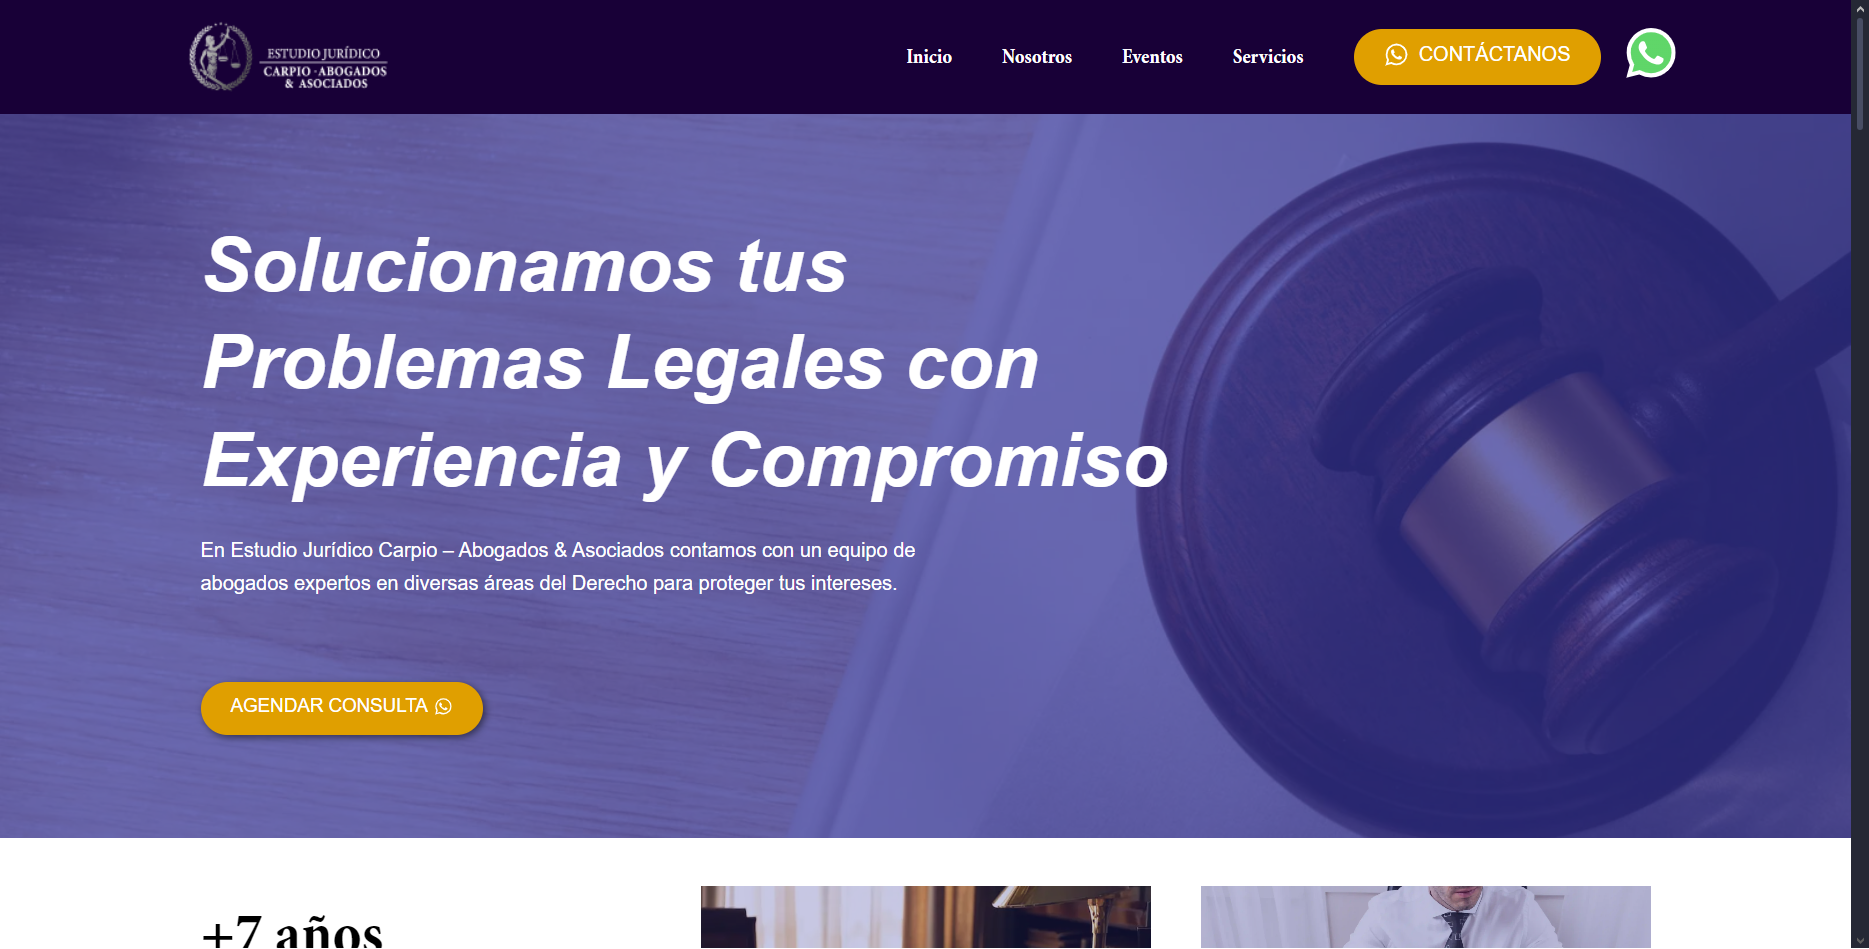 ESTUDIO JURÍDICO
CARPIO - ABOGADOS
& ASOCIADOS
Inicio
Nosotros
Eventos
Servicios
CONTÁCTANOS
Solucionamos tus
Problemas Legales con
Experiencia y Compromiso
En Estudio Jurídico Carpio – Abogados & Asociados contamos con un equipo de
abogados expertos en diversas áreas del Derecho para proteger tus intereses.
AGENDAR CONSULTA
+7 años